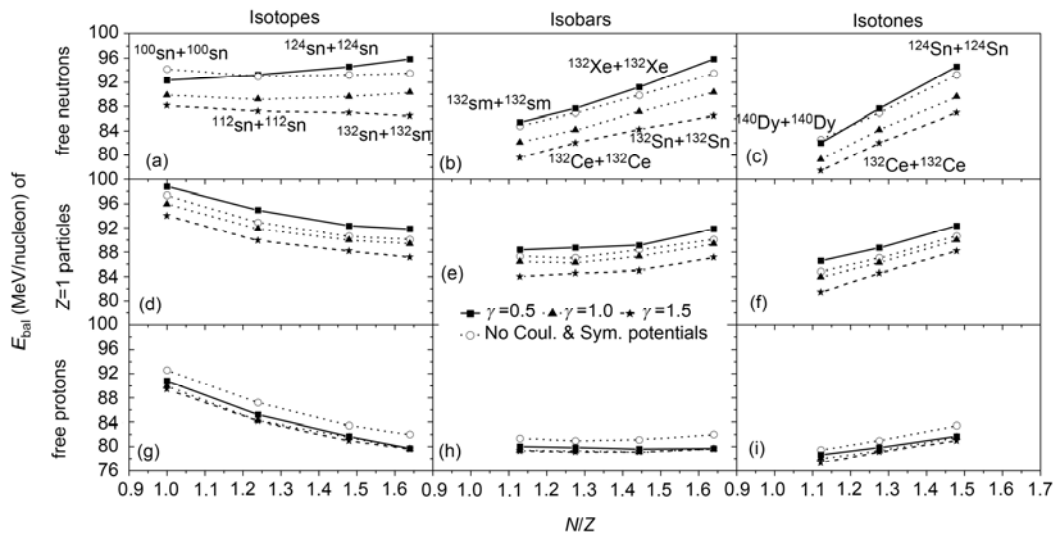 Isotopes Isobars Isotones
E_bal (MeV/nucleon) of
free neutrons
100 96 92 88 84 80
^100sn+^100sn
^124sn+^124sn
^112sn+^112sn
^132sn+^132sn
(a)
^132Xe+^132Xe
^132sm+^132sm
^132Sn+^132Sn
^132Ce+^132Ce
(b)
^124Sn+^124Sn
^140Dy+^140Dy
^132Ce+^132Ce
(c)
Z=1 particles
100 96 92 88 84 80
(d)
(e)
γ=0.5 γ=1.0 γ=1.5
No Coul. & Sym. potentials
(f)
free protons
100 96 92 88 84 80 76
(g)
(h)
(i)
0.9 1.0 1.1 1.2 1.3 1.4 1.5 1.6 0.9 1.0 1.1 1.2 1.3 1.4 1.5 1.6 0.9 1.0 1.1 1.2 1.3 1.4 1.5 1.6 1.7
N/Z